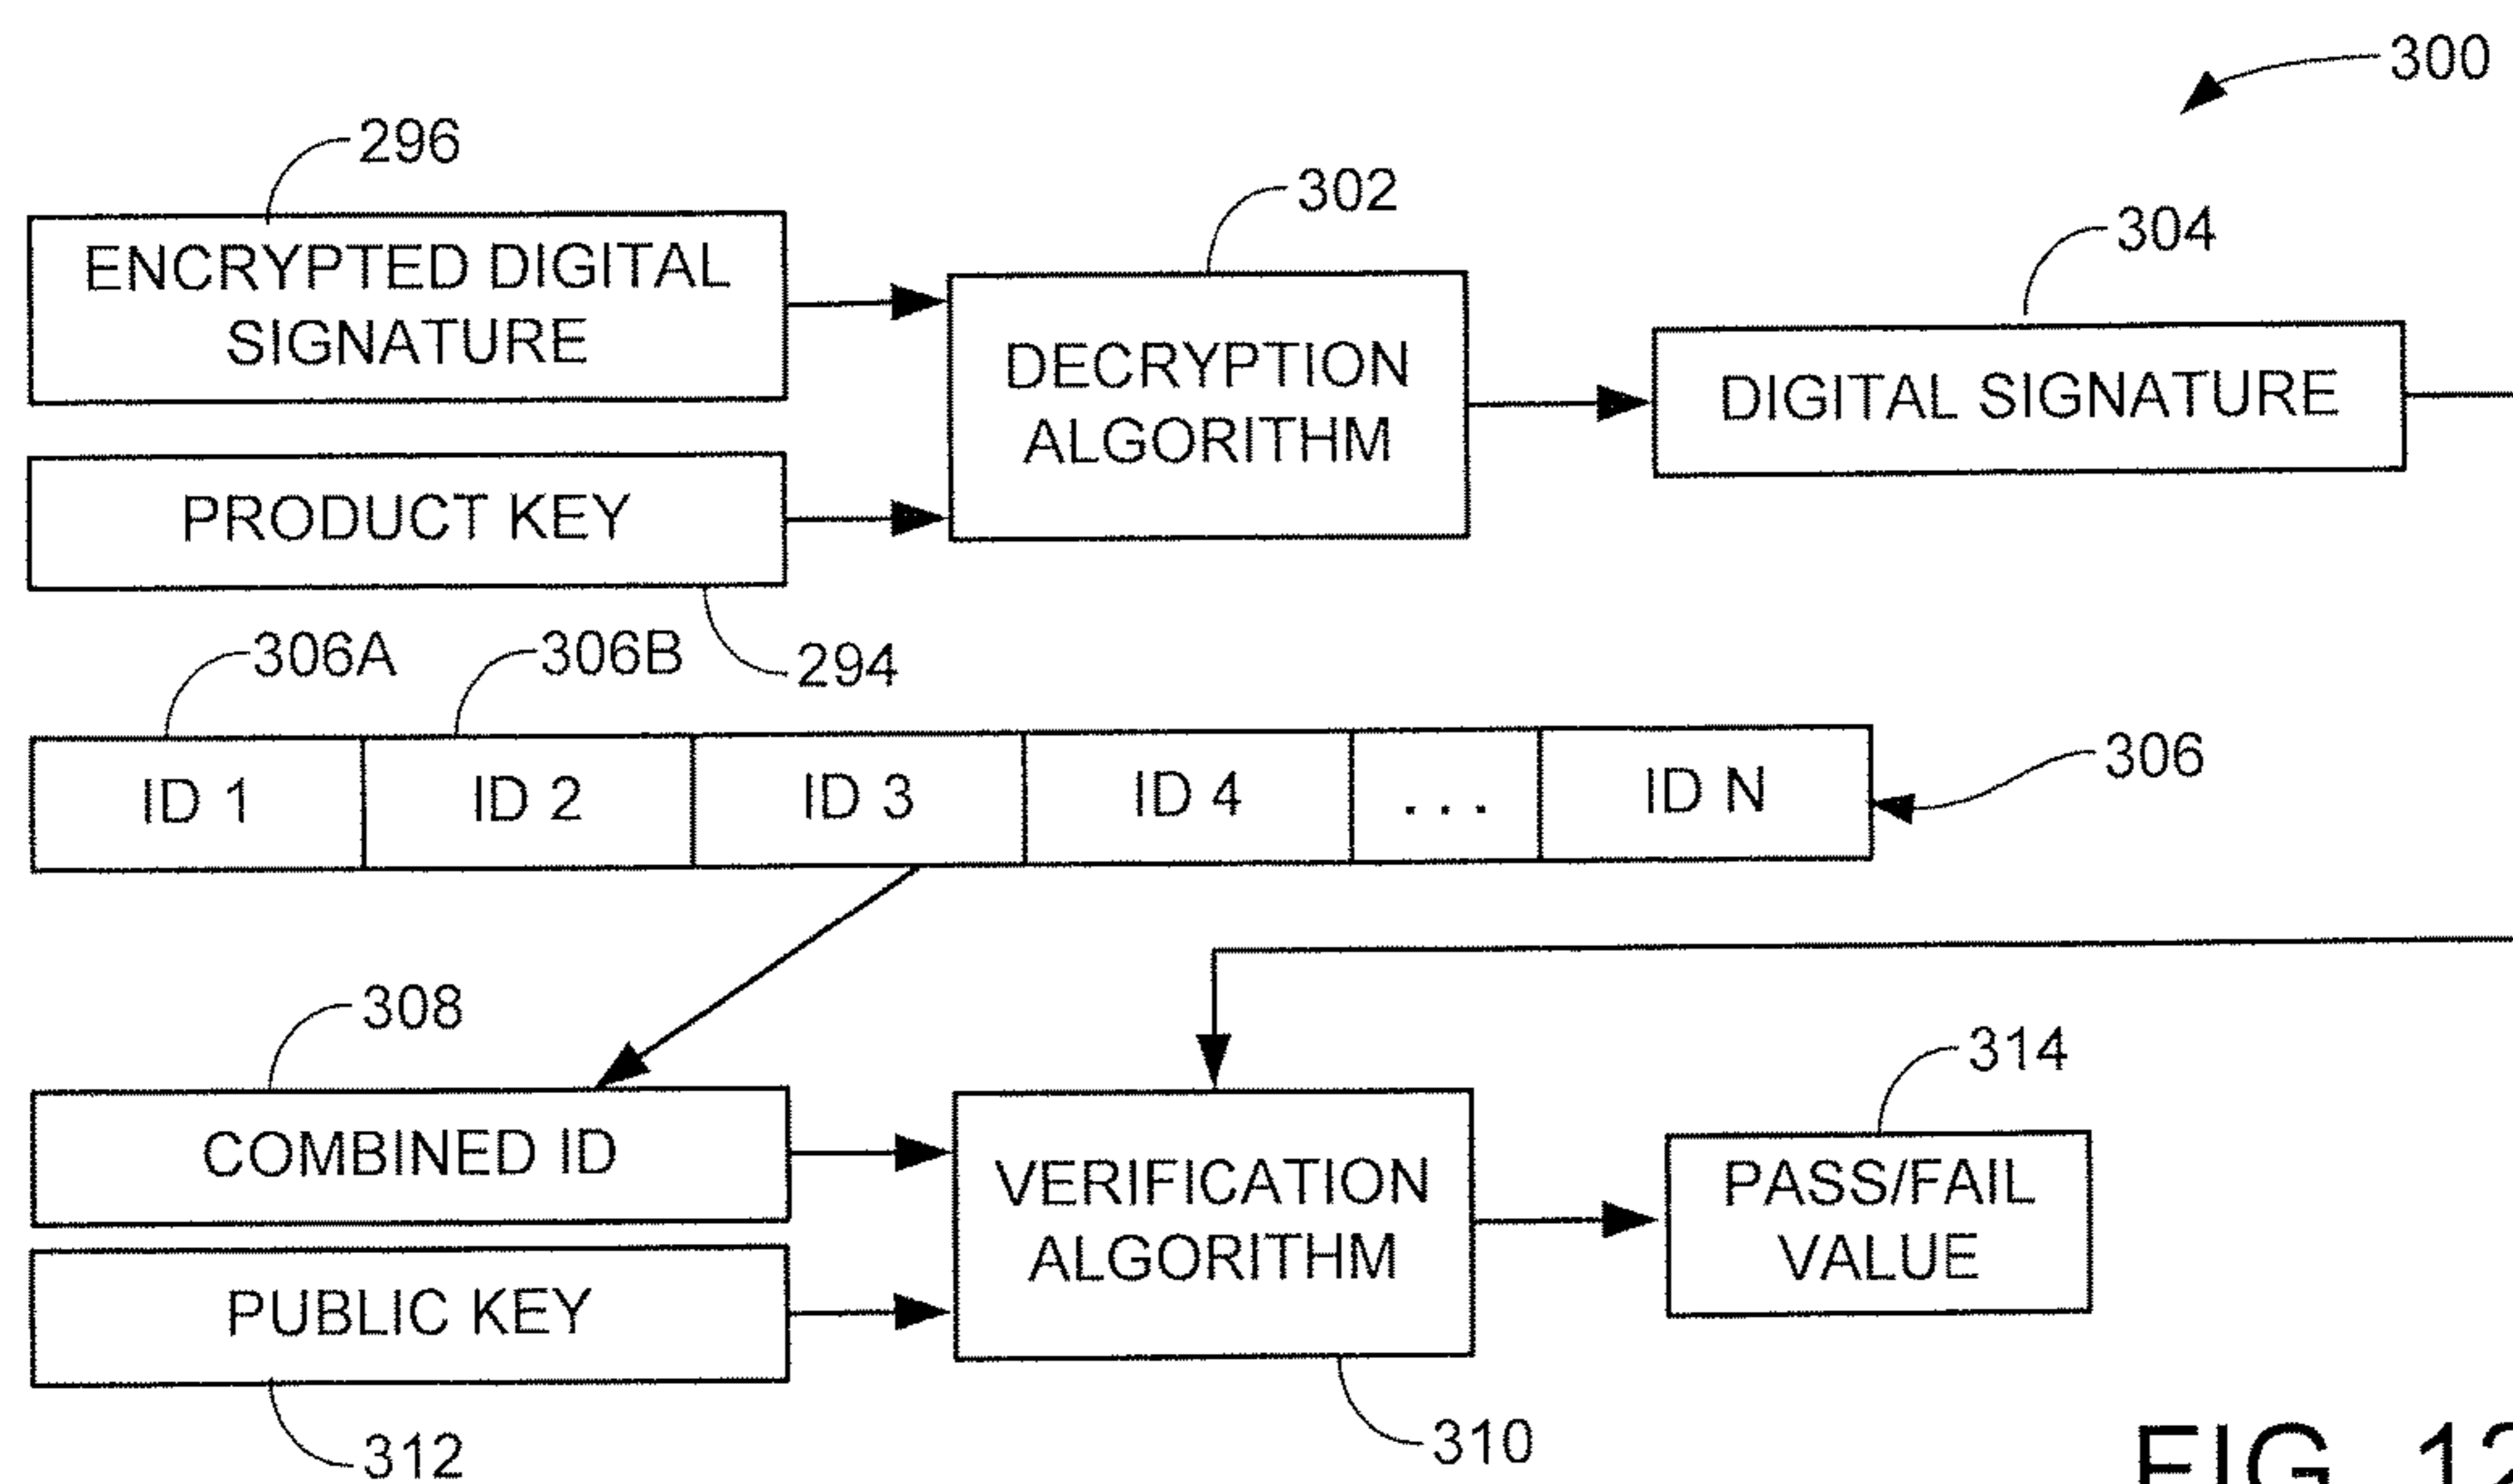 300
296
302
304
ENCRYPTED DIGITAL
SIGNATURE
DECRYPTION
ALGORITHM
DIGITAL SIGNATURE
PRODUCT KEY
306A
306B
294
ID 1 ID 2 ID 3 ID 4 ... ID N
306
308
314
COMBINED ID
VERIFICATION
ALGORITHM
PASS/FAIL
VALUE
PUBLIC KEY
312
310
FIG. 12